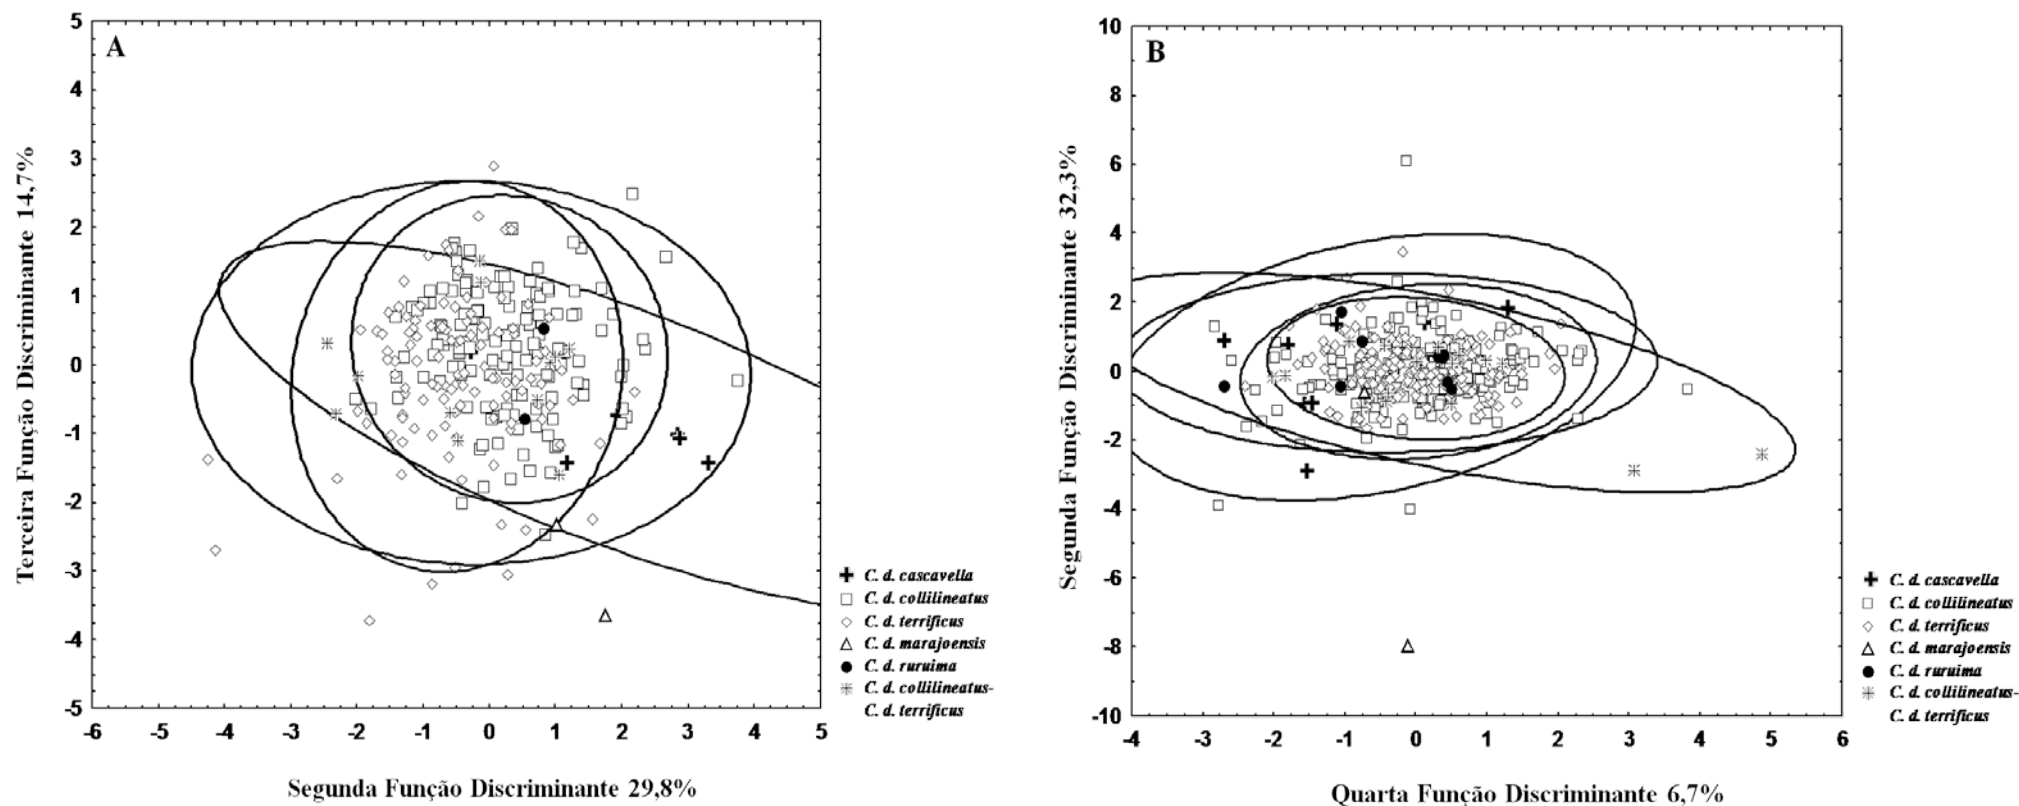 A
5
4
3
2
1
0
-1
-2
-3
-4
-5
-6 -5 -4 -3 -2 -1 0 1 2 3 4 5
Terceira Função Discriminante 14,7%
Segunda Função Discriminante 29,8%
C. d. cascavella
C. d. collilineatus
C. d. terrificus
C. d. marajoensis
C. d. ruruima
C. d. collilineatus-
C. d. terrificus
B
10
8
6
4
2
0
-2
-4
-6
-8
-10
-4 -3 -2 -1 0 1 2 3 4 5 6
Segunda Função Discriminante 32,3%
Quarta Função Discriminante 6,7%
C. d. cascavella
C. d. collilineatus
C. d. terrificus
C. d. marajoensis
C. d. ruruima
C. d. collilineatus-
C. d. terrificus